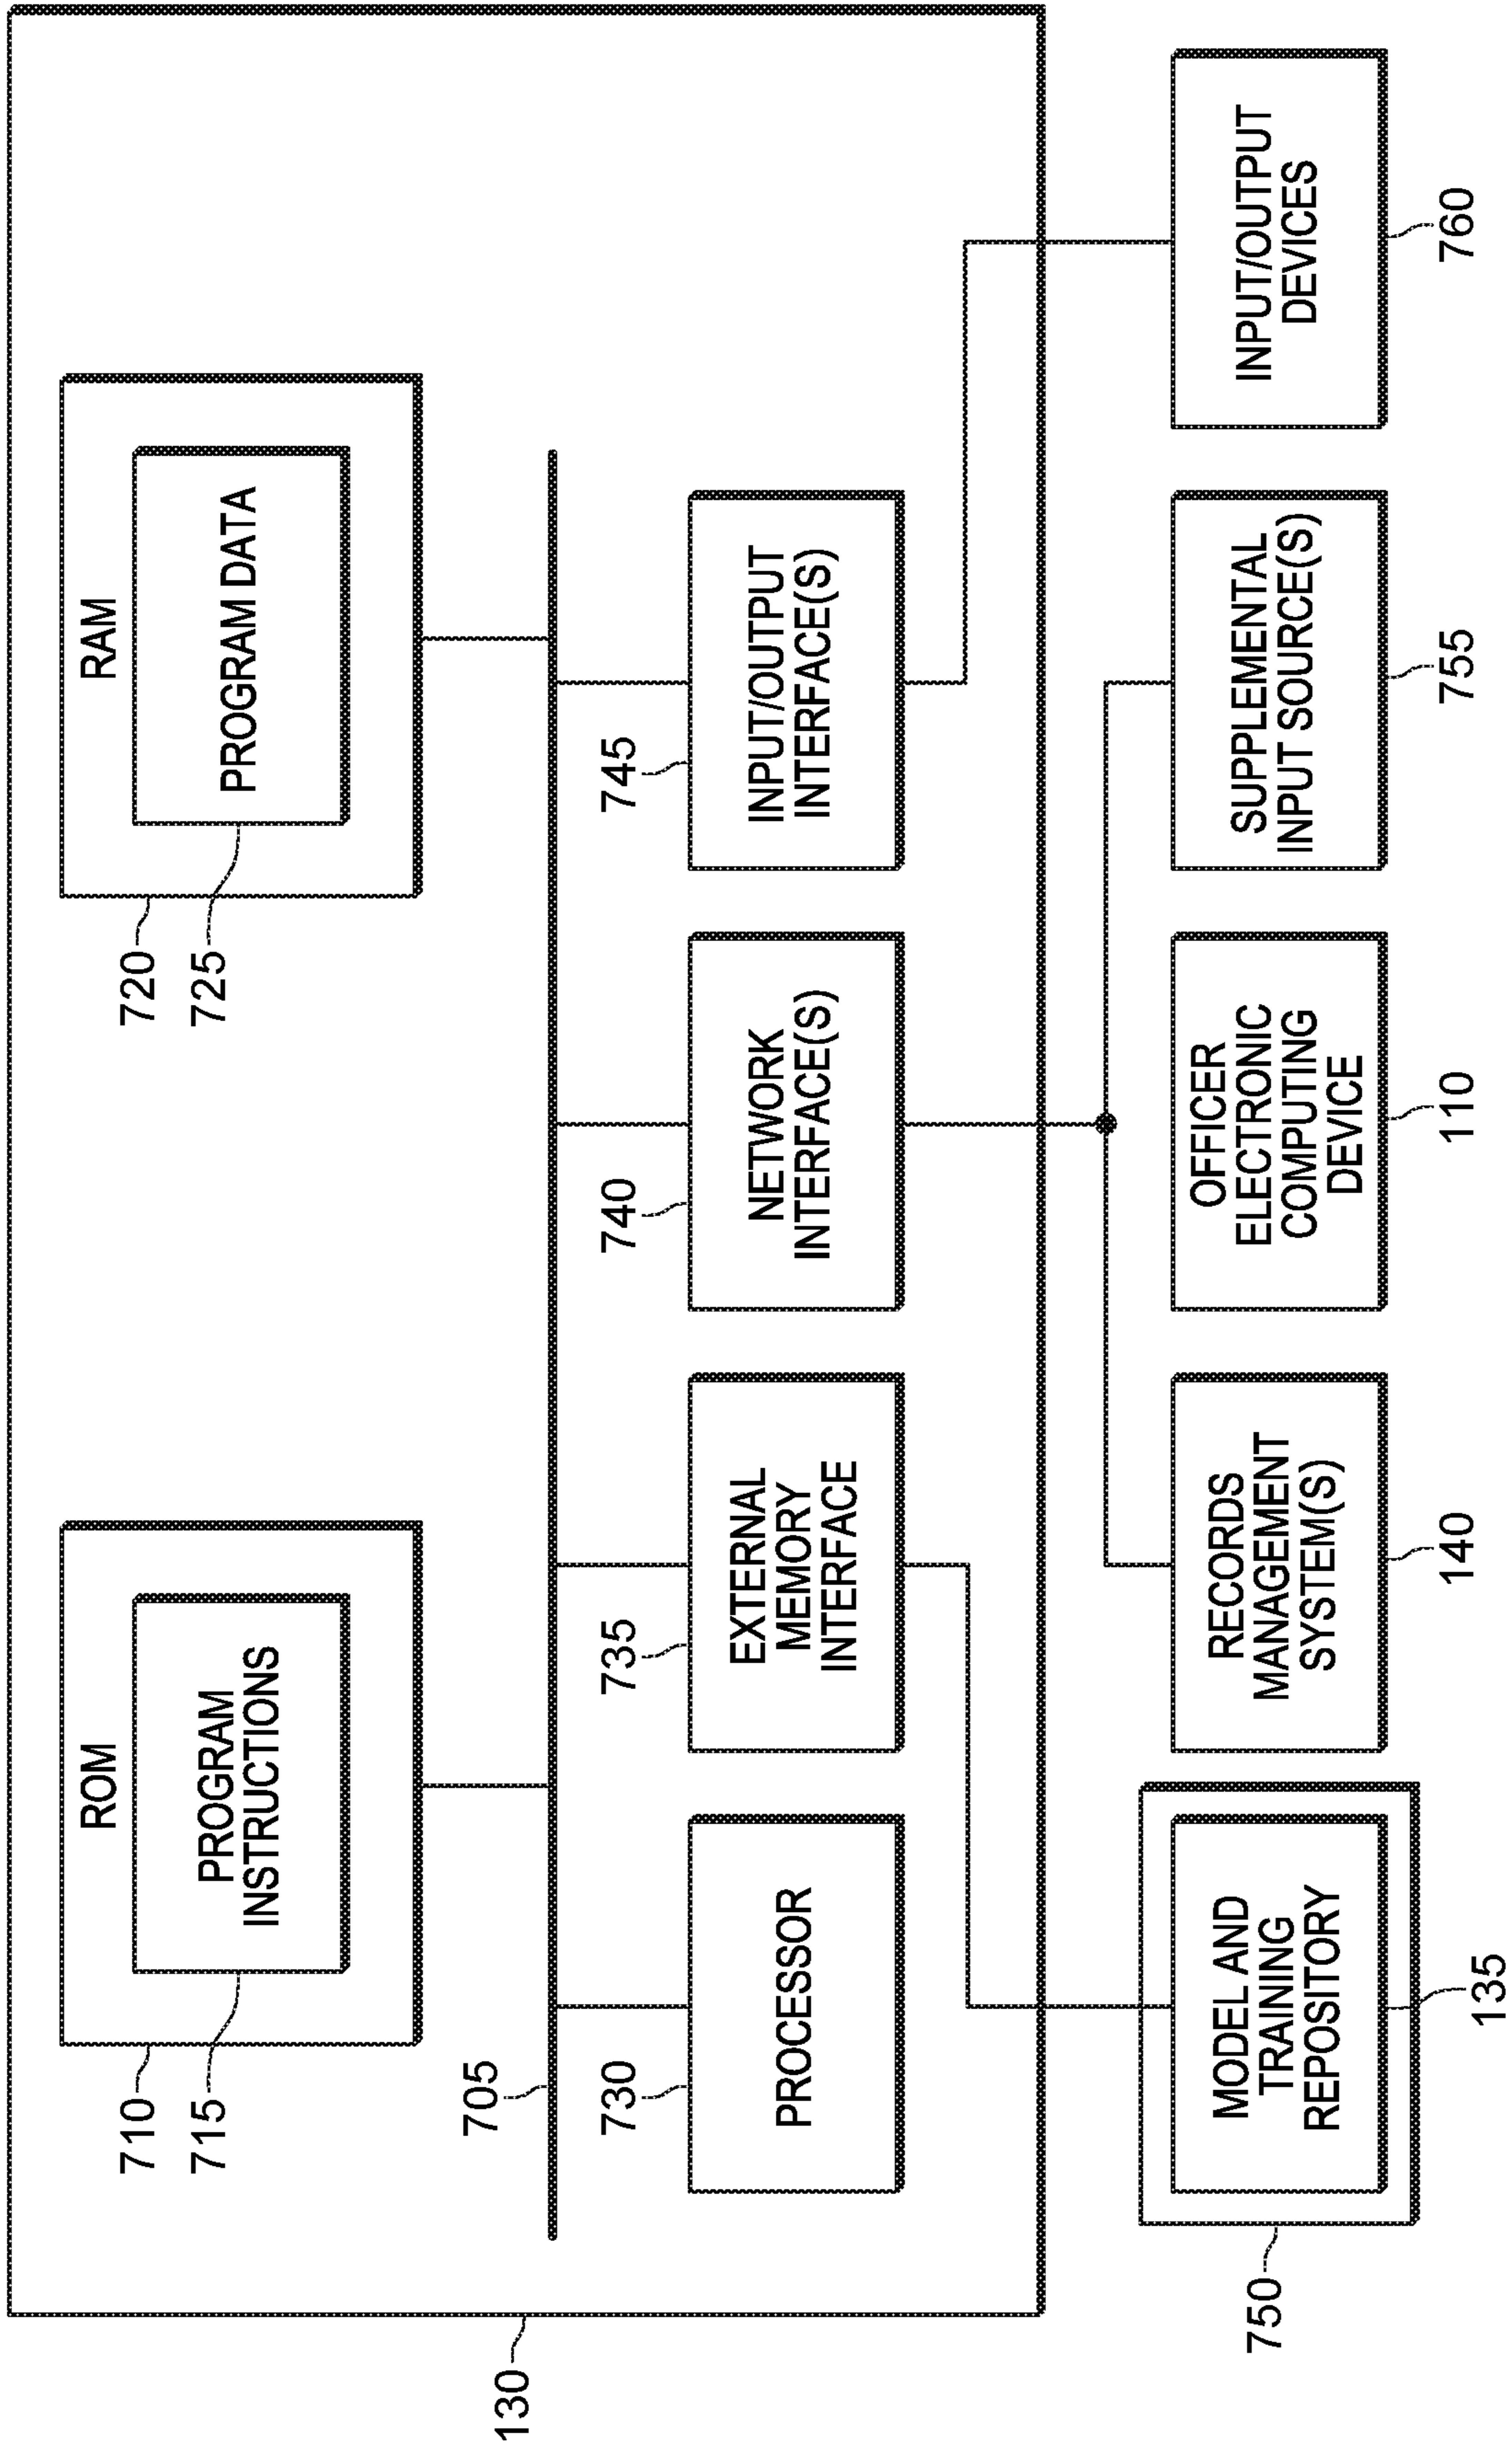 130
710
ROM
715
PROGRAM
INSTRUCTIONS
720
RAM
725
PROGRAM DATA
705
730
PROCESSOR
735
EXTERNAL
MEMORY
INTERFACE
740
NETWORK
INTERFACE(S)
745
INPUT/OUTPUT
INTERFACE(S)
750
MODEL AND
TRAINING
REPOSITORY
135
RECORDS
MANAGEMENT
SYSTEM(S)
140
OFFICER
ELECTRONIC
COMPUTING
DEVICE
110
SUPPLEMENTAL
INPUT SOURCE(S)
755
INPUT/OUTPUT
DEVICES
760